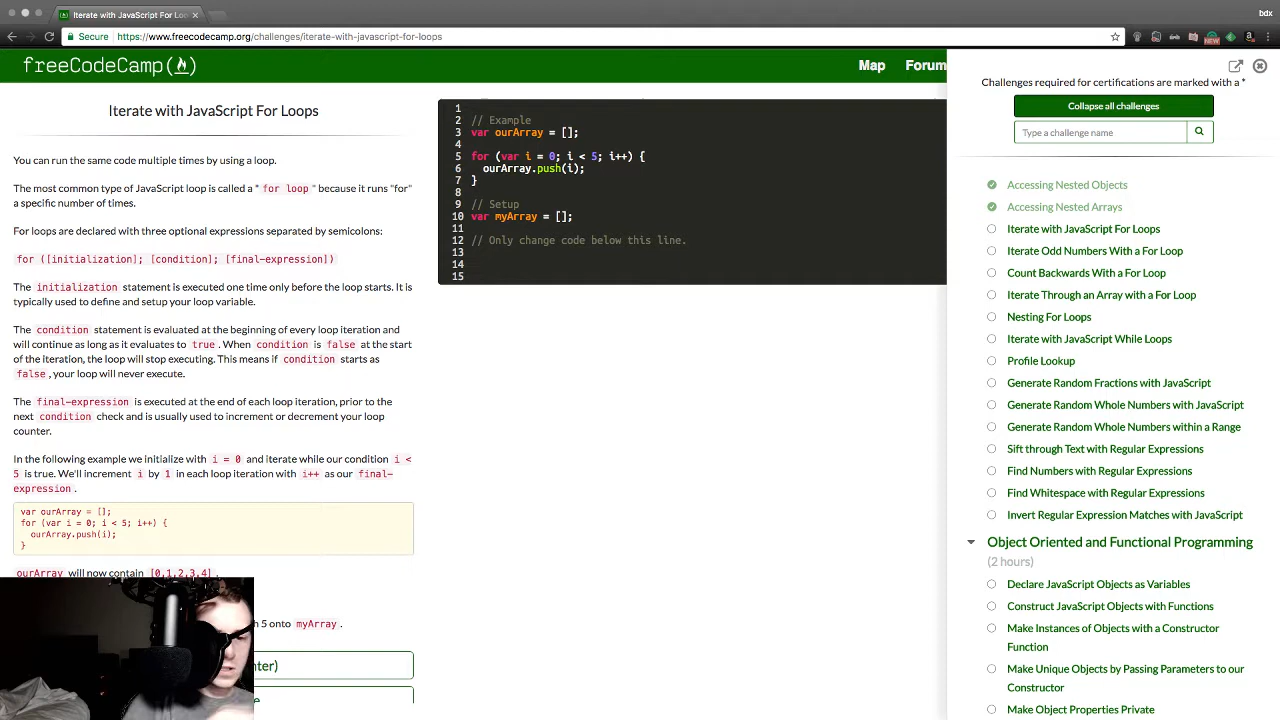 Iterate with JavaScript For Lo
bdx
Secure https://www.freecodecamp.org/challenges/iterate-with-javascript-for-loops
NEW
freeCodeCamp
Map Forum
Iterate with JavaScript For Loops
You can run the same code multiple times by using a loop.
The most common type of JavaScript loop is called a " for loop " because it runs "for"
a specific number of times.
For loops are declared with three optional expressions separated by semicolons:
for ([initialization]; [condition]; [final-expression])
The initialization statement is executed one time only before the loop starts. It is
typically used to define and setup your loop variable.
The condition statement is evaluated at the beginning of every loop iteration and
will continue as long as it evaluates to true . When condition is false at the start
of the iteration, the loop will stop executing. This means if condition starts as
false , your loop will never execute.
The final-expression is executed at the end of each loop iteration, prior to the
next condition check and is usually used to increment or decrement your loop
counter.
In the following example we initialize with i = 0 and iterate while our condition i <
5 is true. We'll increment i by 1 in each loop iteration with i++ as our final-
expression .
var ourArray = [];
for (var i = 0; i < 5; i++) {
ourArray.push(i);
}
ourArray will now contain [0,1,2,3,4] .
5 onto myArray .
nter)
1
2 // Example
3 var ourArray = [];
4
5 for (var i = 0; i < 5; i++) {
6 ourArray.push(i);
7 }
8
9 // Setup
10 var myArray = [];
11
12 // Only change code below this line.
13
14
15
Challenges required for certifications are marked with a *
Collapse all challenges
Type a challenge name
Accessing Nested Objects
Accessing Nested Arrays
Iterate with JavaScript For Loops
Iterate Odd Numbers With a For Loop
Count Backwards With a For Loop
Iterate Through an Array with a For Loop
Nesting For Loops
Iterate with JavaScript While Loops
Profile Lookup
Generate Random Fractions with JavaScript
Generate Random Whole Numbers with JavaScript
Generate Random Whole Numbers within a Range
Sift through Text with Regular Expressions
Find Numbers with Regular Expressions
Find Whitespace with Regular Expressions
Invert Regular Expression Matches with JavaScript
Object Oriented and Functional Programming
(2 hours)
Declare JavaScript Objects as Variables
Construct JavaScript Objects with Functions
Make Instances of Objects with a Constructor
Function
Make Unique Objects by Passing Parameters to our
Constructor
Make Object Properties Private